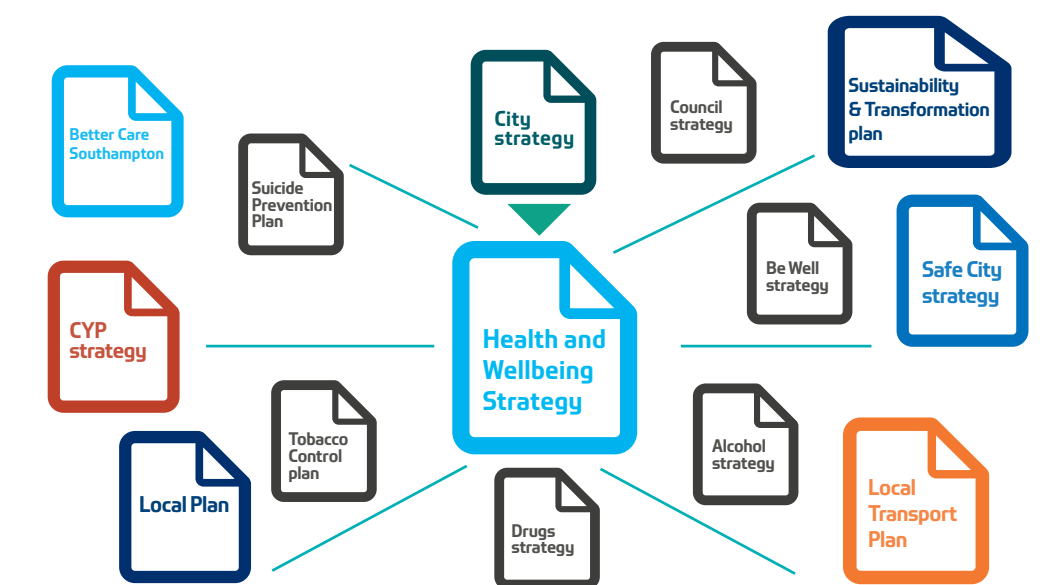 Better Care
Southampton
Suicide
Prevention
Plan
City
strategy
Council
strategy
Sustainability
& Transformation
plan
Be Well
strategy
Safe City
strategy
CYP
strategy
Health and
Wellbeing
Strategy
Tobacco
Control
plan
Alcohol
strategy
Local Plan
Drugs
strategy
Local
Transport
Plan